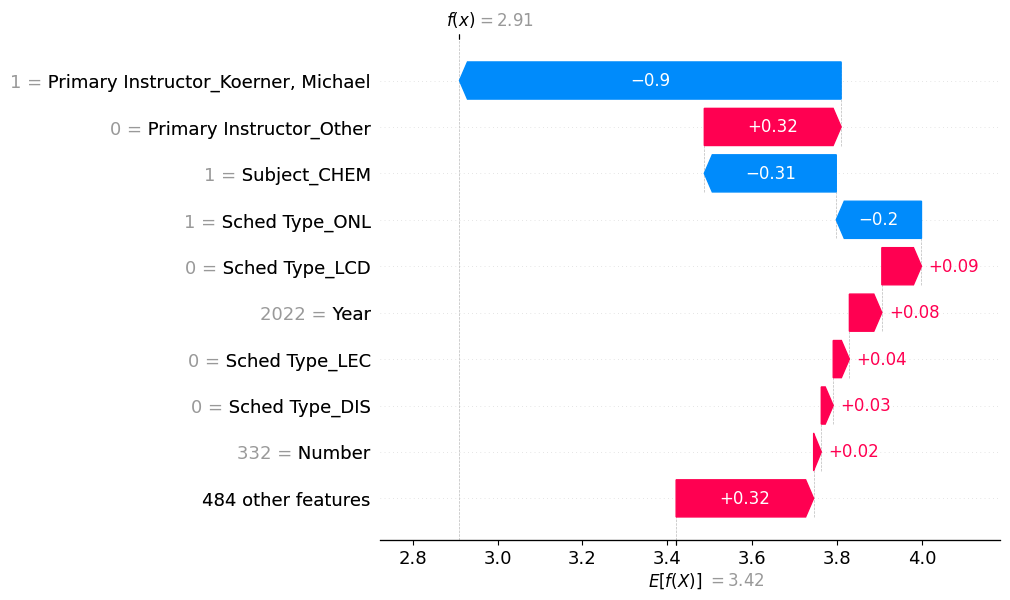 f(x) = 2.91
1 = Primary Instructor_Koerner, Michael
−0.9
0 = Primary Instructor_Other
+0.32
1 = Subject_CHEM
−0.31
1 = Sched Type_ONL
−0.2
0 = Sched Type_LCD
+0.09
2022 = Year
+0.08
0 = Sched Type_LEC
+0.04
0 = Sched Type_DIS
+0.03
332 = Number
+0.02
484 other features
+0.32
2.8 3.0 3.2 3.4 3.6 3.8 4.0
E[f(X)] = 3.42